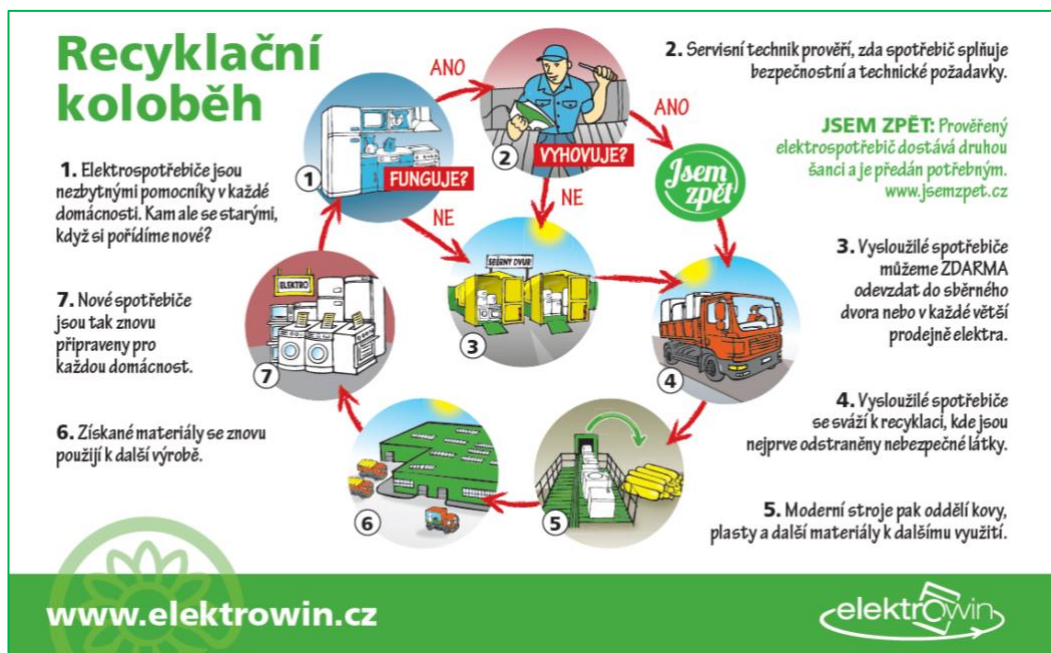 Recyklační
koloběh
1. Elektrospotřebiče jsou
nezbytnými pomocníky v každé
domácnosti. Kam ale se starými,
když si pořídíme nové?
7. Nové spotřebiče
jsou tak znovu
připraveny pro
každou domácnost.
6. Získané materiály se znovu
použijí k další výrobě.
ANO
1
FUNGUJE?
NE
2
VYHOVUJE?
ANO
NE
Jsem
zpět
SBĚRNÝ DVŮR
3
4
5
6
ELEKTRO
7
2. Servisní technik prověří, zda spotřebič splňuje
bezpečnostní a technické požadavky.
JSEM ZPĚT: Prověřený
elektrospotřebič dostává druhou
šanci a je předán potřebným.
www.jsemzpet.cz
3. Vysloužilé spotřebiče
můžeme ZDARMA
odevzdat do sběrného
dvora nebo v každé větší
prodejně elektra.
4. Vysloužilé spotřebiče
se sváží k recyklaci, kde jsou
nejprve odstraněny nebezpečné látky.
5. Moderní stroje pak oddělí kovy,
plasty a další materiály k dalšímu využití.
www.elektrowin.cz
elektrowin